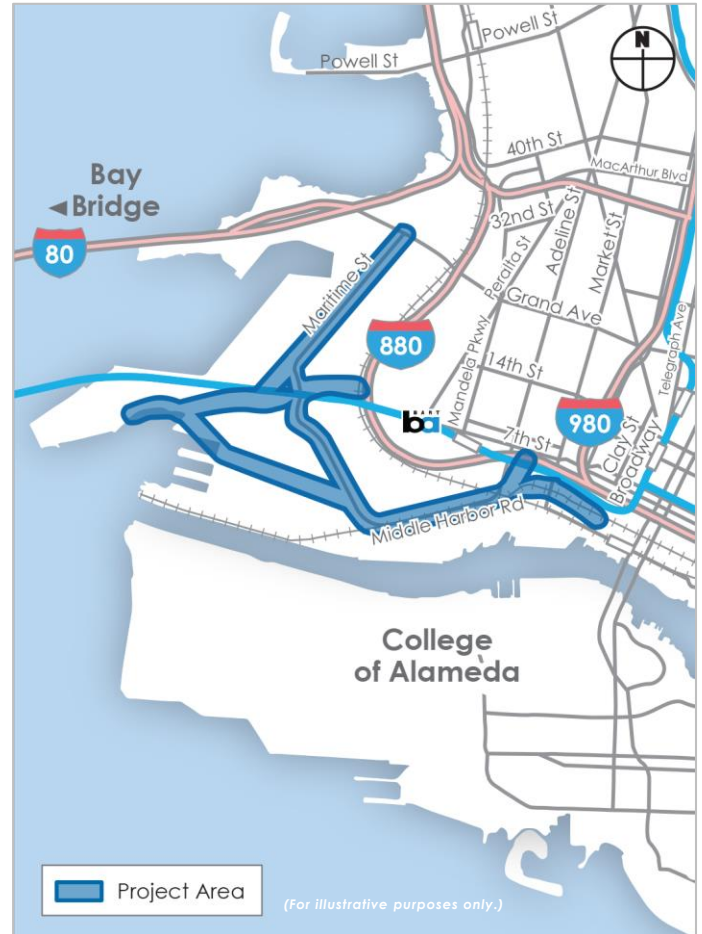 Powell St
Powell St
N
40th St
MacArthur Blvd
Bay
Bridge
80
32nd St
Adeline St
Market St
Peralta St
Maritime St
Grand Ave
880
Telegraph Ave
14th St
Mandela Pkwy
BART
ba
980
7th St
Clay St
Broadway
Middle Harbor Rd
College
of Alameda
Project Area
(For illustrative purposes only.)